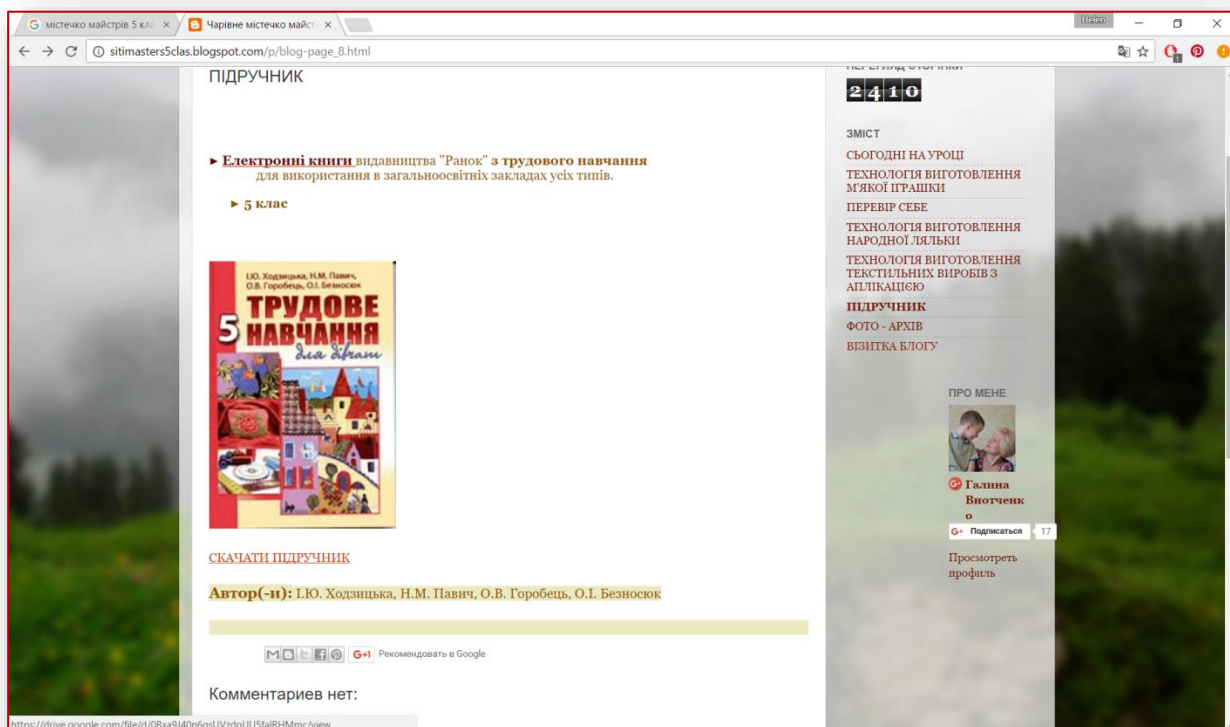 містечко майстрів 5 кла
Чарівне містечко майст
Helen
sitimasters5clas.blogspot.com/p/blog-page_8.html
ПІДРУЧНИК
► Електронні книги видавництва "Ранок" з трудового навчання
для використання в загальноосвітніх закладах усіх типів.
► 5 клас
І.Ю. Ходзицька, Н.М. Павич,
О.В. Горобець, О.І. Безносюк
ТРУДОВЕ
5 НАВЧАННЯ
для дівчат
СКАЧАТИ ПІДРУЧНИК
Автор(-и): І.Ю. Ходзицька, Н.М. Павич, О.В. Горобець, О.І. Безносюк
G+1 Рекомендовать в Google
Комментариев нет:
ПЕРЕГЛЯД СТОРІНКИ
2410
ЗМІСТ
СЬОГОДНІ НА УРОЦІ
ТЕХНОЛОГІЯ ВИГОТОВЛЕННЯ
М'ЯКОЇ ІГРАШКИ
ПЕРЕВІР СЕБЕ
ТЕХНОЛОГІЯ ВИГОТОВЛЕННЯ
НАРОДНОЇ ЛЯЛЬКИ
ТЕХНОЛОГІЯ ВИГОТОВЛЕННЯ
ТЕКСТИЛЬНИХ ВИРОБІВ З
АПЛІКАЦІЄЮ
ПІДРУЧНИК
ФОТО - АРХІВ
ВІЗИТКА БЛОГУ
ПРО МЕНЕ
Галина
Виотченк
о
G+ Подписаться 17
Просмотреть
профиль